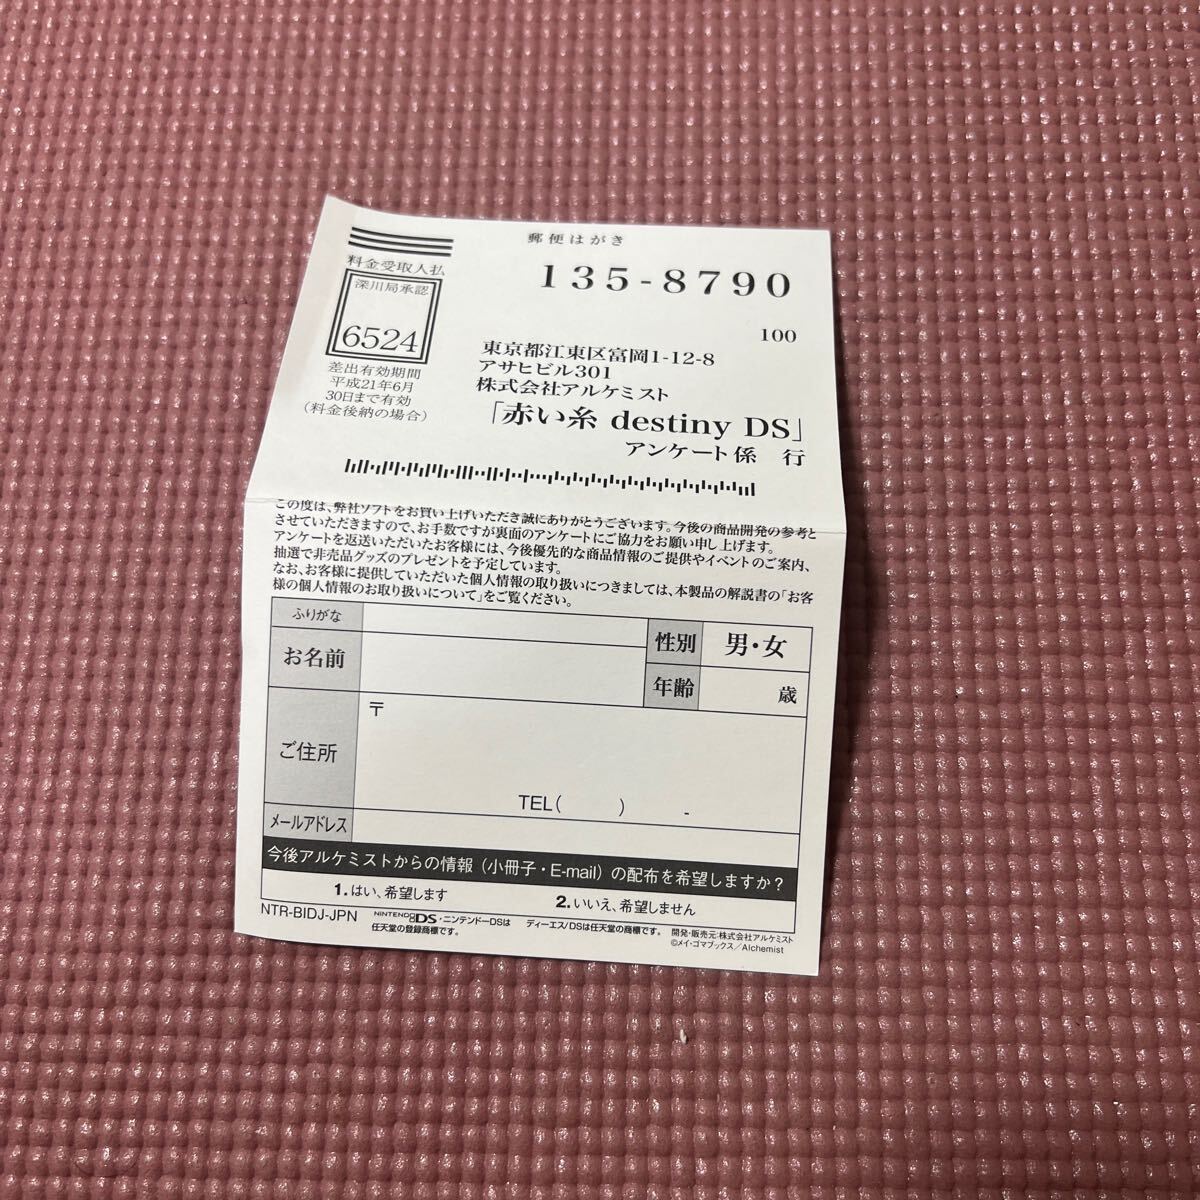 郵便はがき
料金受取人払
深川局承認
6524
差出有効期間
平成21年6月
30日まで有効
(料金後納の場合)
135-8790
100
東京都江東区富岡1-12-8
アサヒビル301
株式会社アルケミスト
「赤い糸 destiny DS」
アンケート係 行
この度は、弊社ソフトをお買い上げいただき誠にありがとうございます。今後の商品開発の参考と
させていただきますので、お手数ですが裏面のアンケートにご協力をお願い申し上げます。
アンケートを返送いただいたお客様には、今後優先的な商品情報のご提供やイベントのご案内、
抽選で非売品グッズのプレゼントを予定しています。
なお、お客様に提供していただいた個人情報の取り扱いにつきましては、本製品の解説書の「お客
様の個人情報のお取り扱いについて」をご覧ください。
ふりがな
お名前
性別 男・女
年齢 歳
ご住所 〒
TEL( ) -
メールアドレス
今後アルケミストからの情報(小冊子・E-mail)の配布を希望しますか?
1.はい、希望します 2.いいえ、希望しません
NTR-BIDJ-JPN
NINTENDO DS・ニンテンドーDSは
任天堂の登録商標です。
ディーエス/DSは任天堂の商標です。
開発・販売元:株式会社アルケミスト
©メイ・ゴマブックス/Alchemist